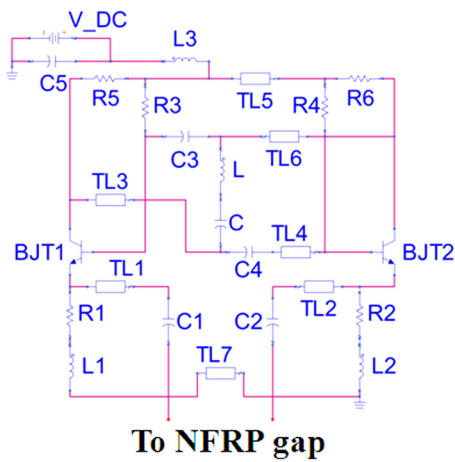 V_DC
L3
C5
R5
R3
TL5
R4
R6
C3
TL6
L
TL3
C
TL4
C4
BJT1
BJT2
TL1
TL2
R1
C1
C2
R2
L1
TL7
L2
To NFRP gap